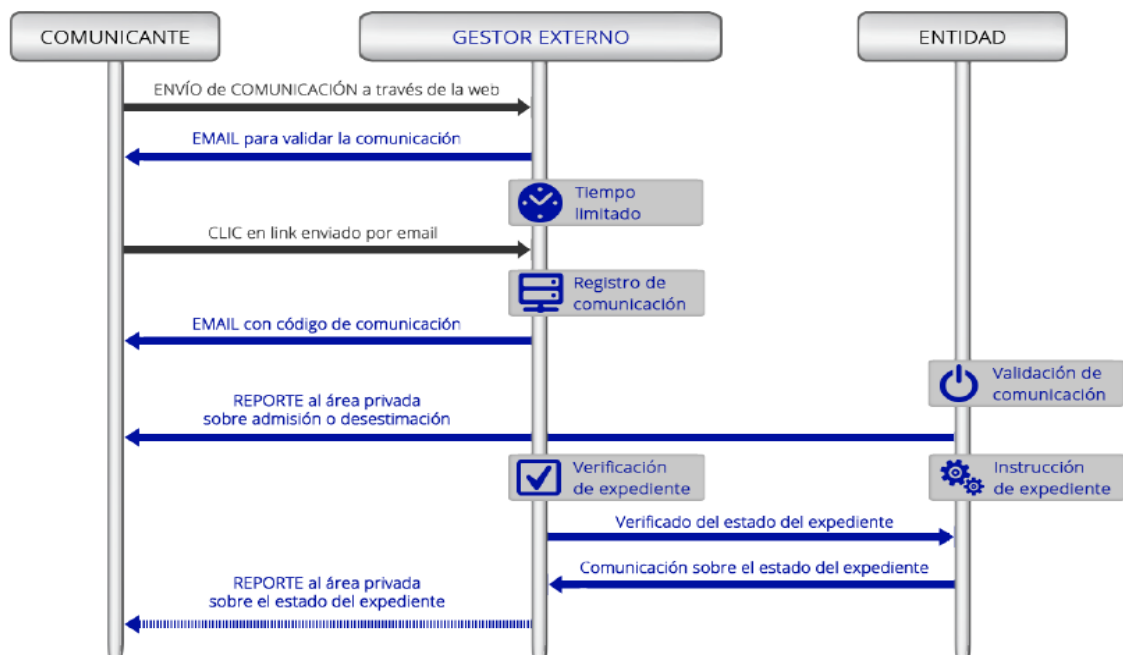 COMUNICANTE
GESTOR EXTERNO
ENTIDAD
ENVÍO de COMUNICACIÓN a través de la web
EMAIL para validar la comunicación
Tiempo
limitado
CLIC en link enviado por email
Registro de
comunicación
EMAIL con código de comunicación
Validación de
comunicación
REPORTE al área privada
sobre admisión o desestimación
Verificación
de expediente
Instrucción
de expediente
Verificado del estado del expediente
Comunicación sobre el estado del expediente
REPORTE al área privada
sobre el estado del expediente